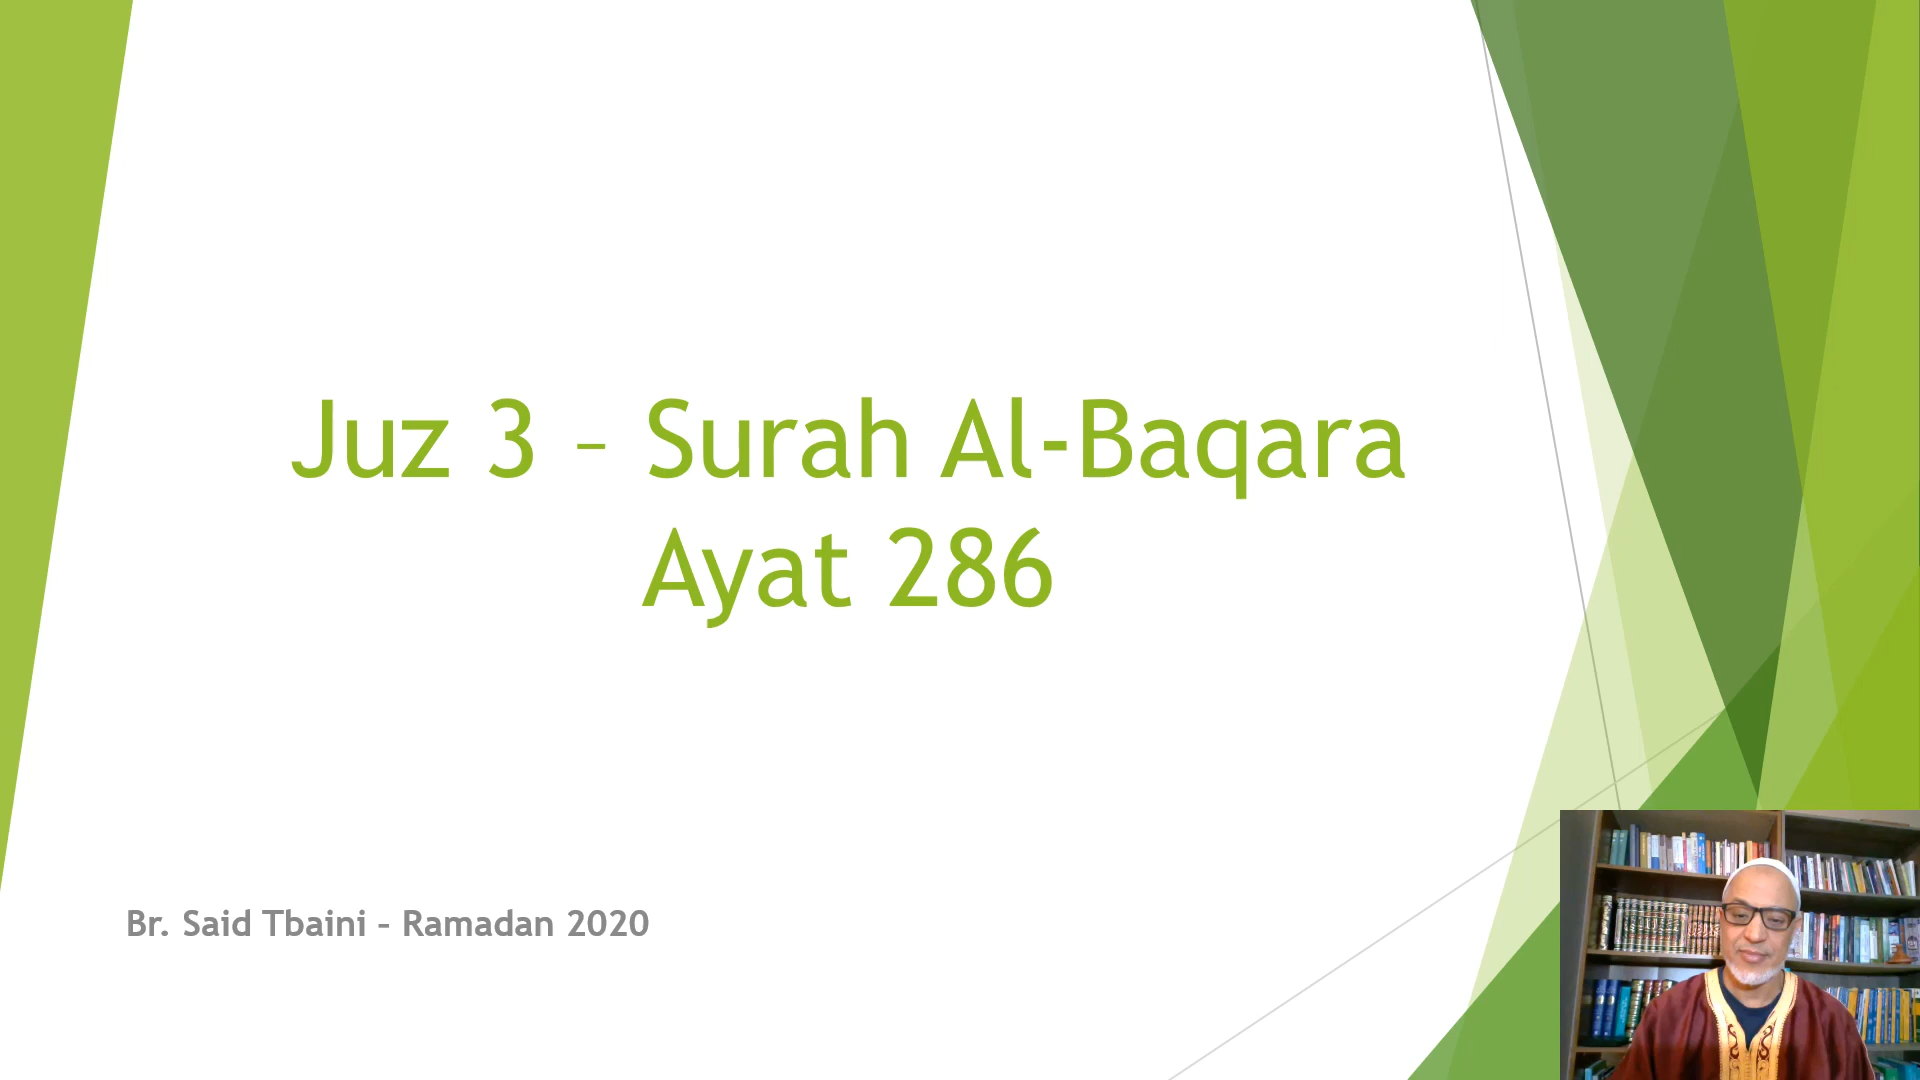 Juz 3 – Surah Al-Baqara
Ayat 286
Br. Said Tbaini – Ramadan 2020